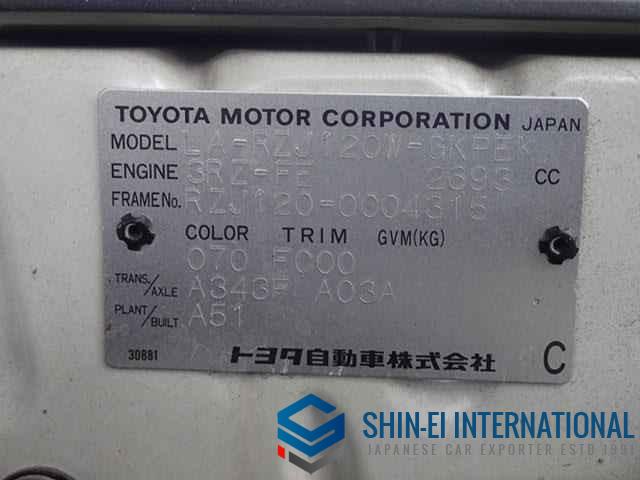 TOYOTA MOTOR CORPORATION JAPAN
MODEL LA-RZJ120W-GKPEK
ENGINE 3RZ-FE 2693 CC
FRAME No. RZJ120-0004315
COLOR TRIM GVM(KG)
070 FC00
TRANS./AXLE A343F A03A
PLANT/BUILT A51
30881 トヨタ自動車株式会社 C
SHIN-EI INTERNATIONAL
JAPANESE CAR EXPORTER ESTD 1991